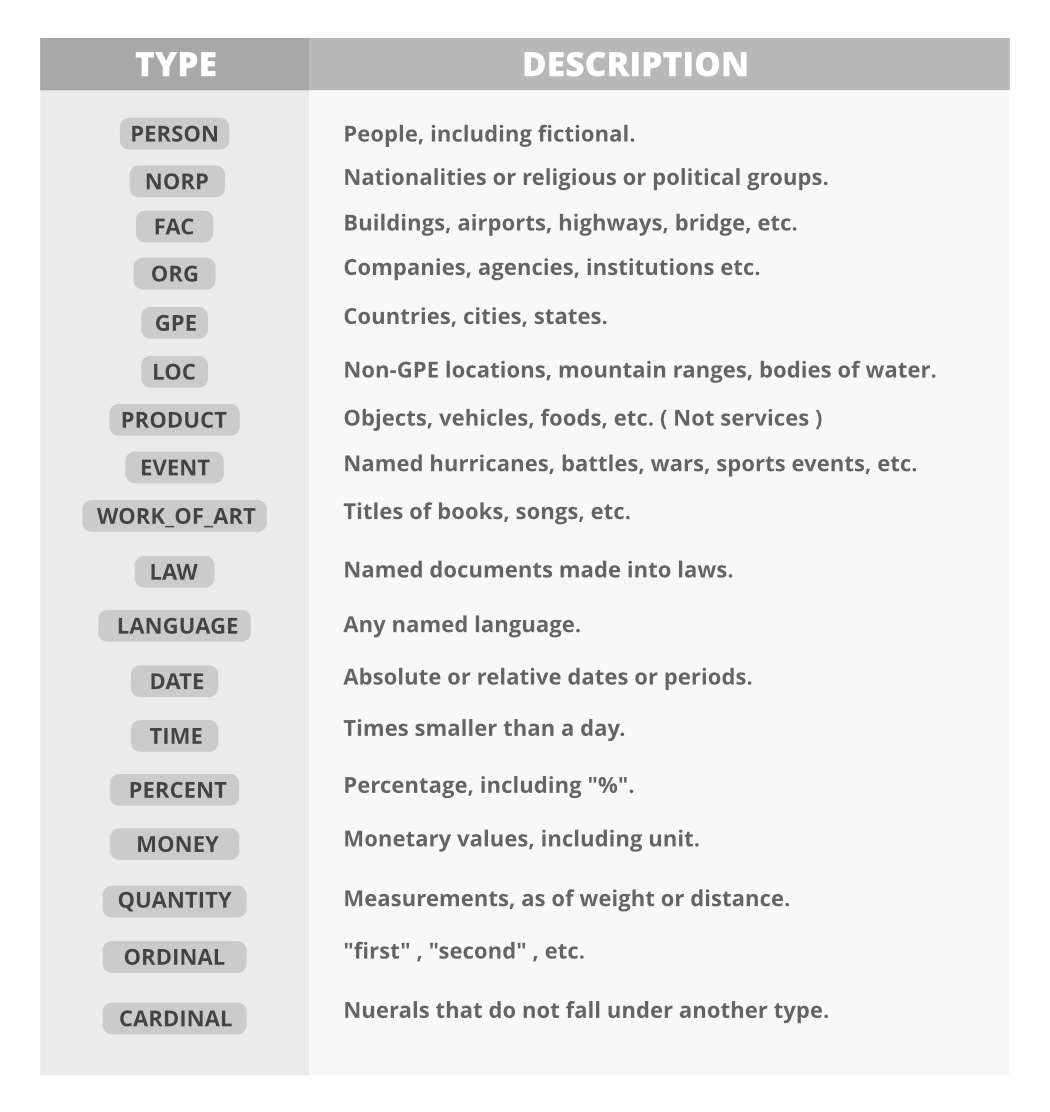 TYPE DESCRIPTION
PERSON People, including fictional.
NORP Nationalities or religious or political groups.
FAC Buildings, airports, highways, bridge, etc.
ORG Companies, agencies, institutions etc.
GPE Countries, cities, states.
LOC Non-GPE locations, mountain ranges, bodies of water.
PRODUCT Objects, vehicles, foods, etc. ( Not services )
EVENT Named hurricanes, battles, wars, sports events, etc.
WORK_OF_ART Titles of books, songs, etc.
LAW Named documents made into laws.
LANGUAGE Any named language.
DATE Absolute or relative dates or periods.
TIME Times smaller than a day.
PERCENT Percentage, including "%".
MONEY Monetary values, including unit.
QUANTITY Measurements, as of weight or distance.
ORDINAL "first" , "second" , etc.
CARDINAL Nuerals that do not fall under another type.